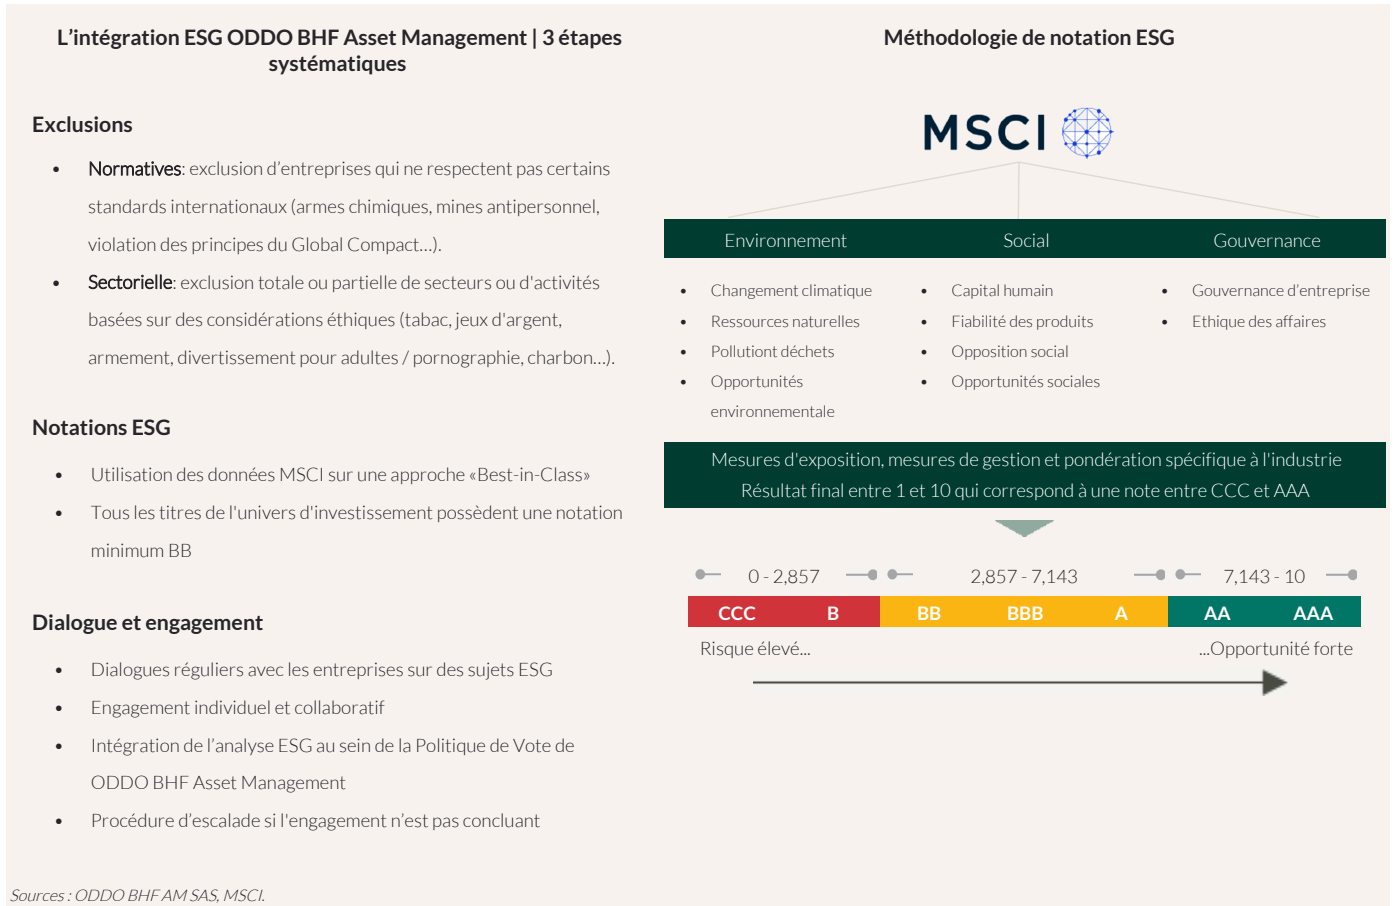 L’intégration ESG ODDO BHF Asset Management | 3 étapes
systématiques
Exclusions
• Normatives: exclusion d’entreprises qui ne respectent pas certains
standards internationaux (armes chimiques, mines antipersonnel,
violation des principes du Global Compact…).
• Sectorielle: exclusion totale ou partielle de secteurs ou d'activités
basées sur des considérations éthiques (tabac, jeux d'argent,
armement, divertissement pour adultes / pornographie, charbon…).
Notations ESG
• Utilisation des données MSCI sur une approche «Best-in-Class»
• Tous les titres de l'univers d'investissement possèdent une notation
minimum BB
Dialogue et engagement
• Dialogues réguliers avec les entreprises sur des sujets ESG
• Engagement individuel et collaboratif
• Intégration de l’analyse ESG au sein de la Politique de Vote de
ODDO BHF Asset Management
• Procédure d’escalade si l'engagement n’est pas concluant
Méthodologie de notation ESG
MSCI
Environnement
• Changement climatique
• Ressources naturelles
• Pollutiont déchets
• Opportunités
environnementale
Social
• Capital humain
• Fiabilité des produits
• Opposition social
• Opportunités sociales
Gouvernance
• Gouvernance d’entreprise
• Ethique des affaires
Mesures d'exposition, mesures de gestion et pondération spécifique à l'industrie
Résultat final entre 1 et 10 qui correspond à une note entre CCC et AAA
0 - 2,857 2,857 - 7,143 7,143 - 10
CCC B BB BBB A AA AAA
Risque élevé... ...Opportunité forte
Sources : ODDO BHF AM SAS, MSCI.